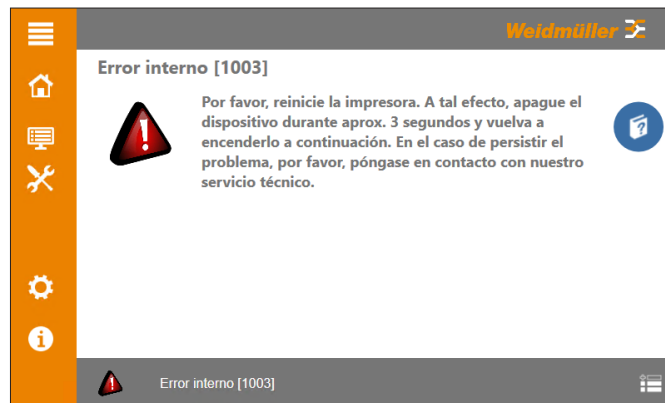 Weidmüller
Error interno [1003]
Por favor, reinicie la impresora. A tal efecto, apague el
dispositivo durante aprox. 3 segundos y vuelva a
encenderlo a continuación. En el caso de persistir el
problema, por favor, póngase en contacto con nuestro
servicio técnico.
Error interno [1003]